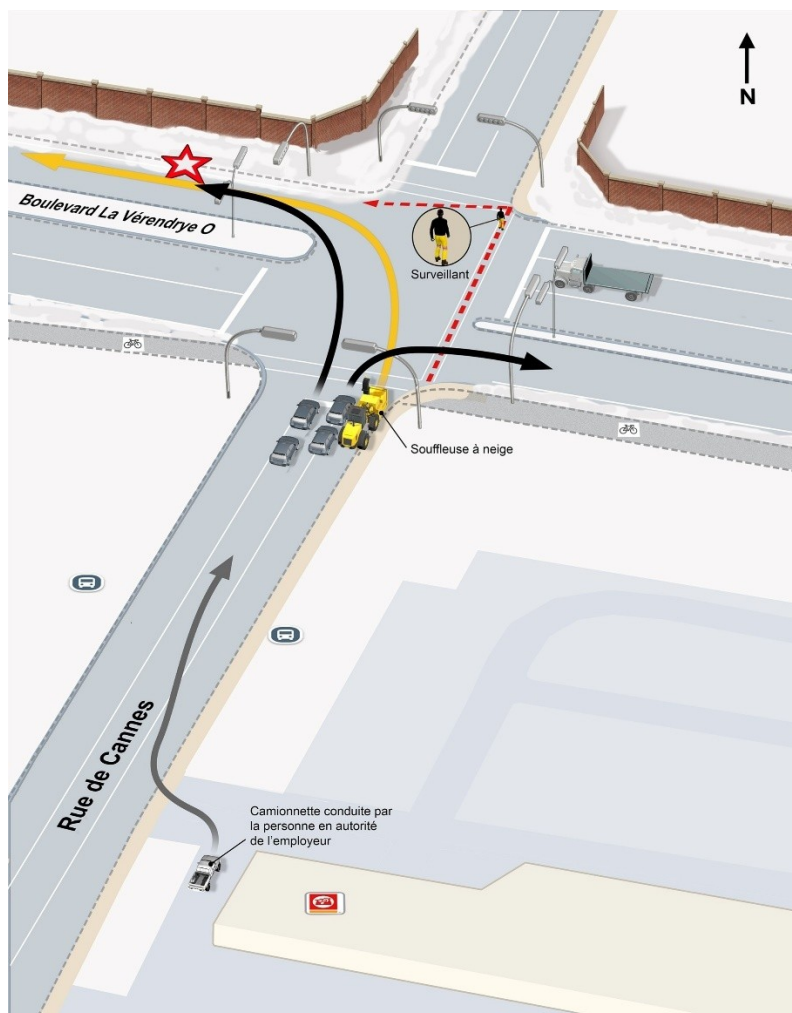 N
Boulevard La Vérendrye O
Surveillant
Souffleuse à neige
Rue de Cannes
Camionnette conduite par
la personne en autorité
de l'employeur